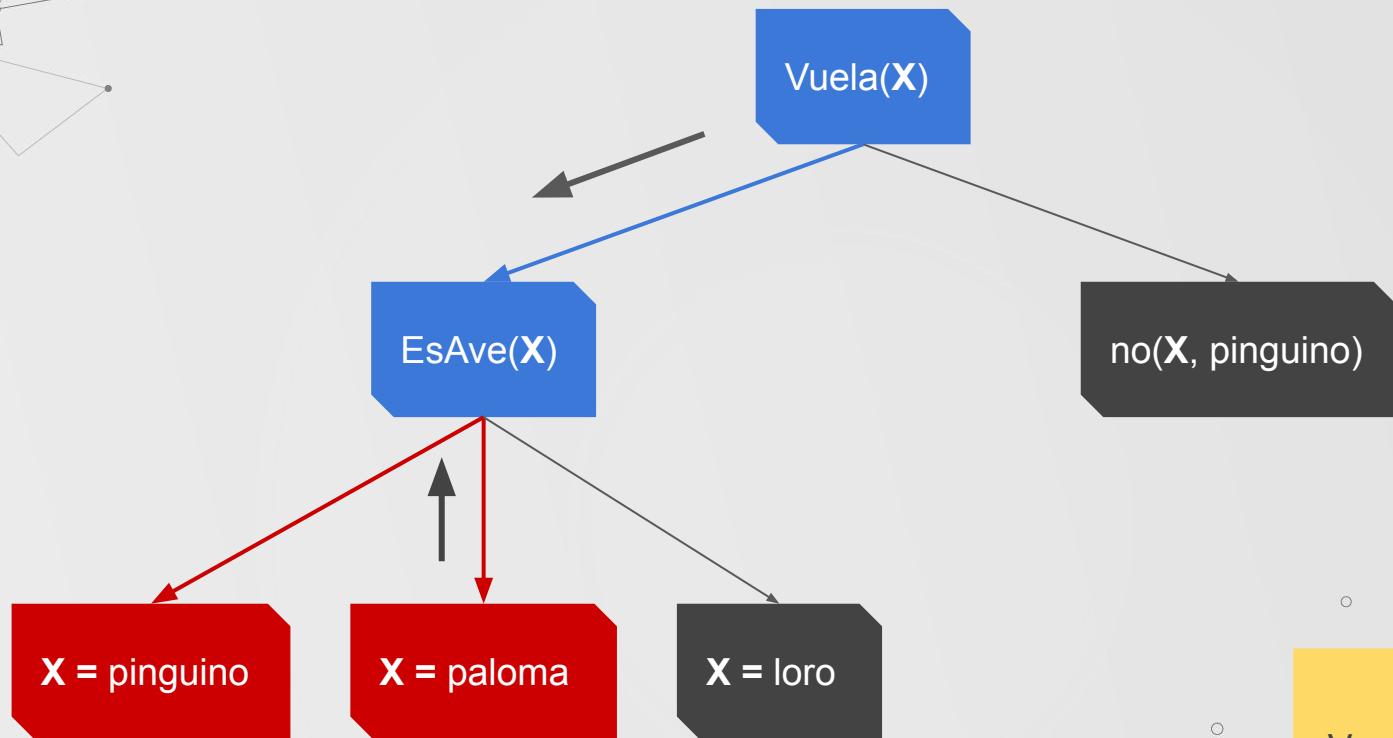 Vuela(X)
EsAve(X)
no(X, pinguino)
X = pinguino
X = paloma
X = loro